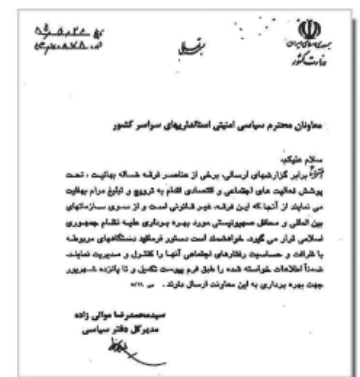 جمهوری اسلامی ایران
وزارت کشور
معاونان محترم سیاسی امنیتی استانداریهای سراسر کشور
سلام علیکم،
برابر گزارشهای ارسالی، برخی از عناصر فرقه ضاله بهائیت، تحت
پوشش فعالیت های اجتماعی و اقتصادی اقدام به ترویج و تبلیغ مرام بهائیت
می نمایند از آنجا که این فرقه، غیر قانونی است و از سوی سازمانهای
بین المللی و محافل صهیونیستی مورد بهره برداری علیه نظام جمهوری
اسلامی قرار می گیرد، خواهشمند است دستور فرمائید دستگاههای مربوطه
با ظرافت و حساسیت رفتارهای اجتماعی آنها را کنترل و مدیریت نمایند.
ضمناً اطلاعات خواسته شده را طبق فرم پیوست تکمیل و تا پانزده شهریور
جهت بهره برداری به این معاونت ارسال دارند.
سیدمحمدرضا موالی زاده
مدیرکل دفتر سیاسی